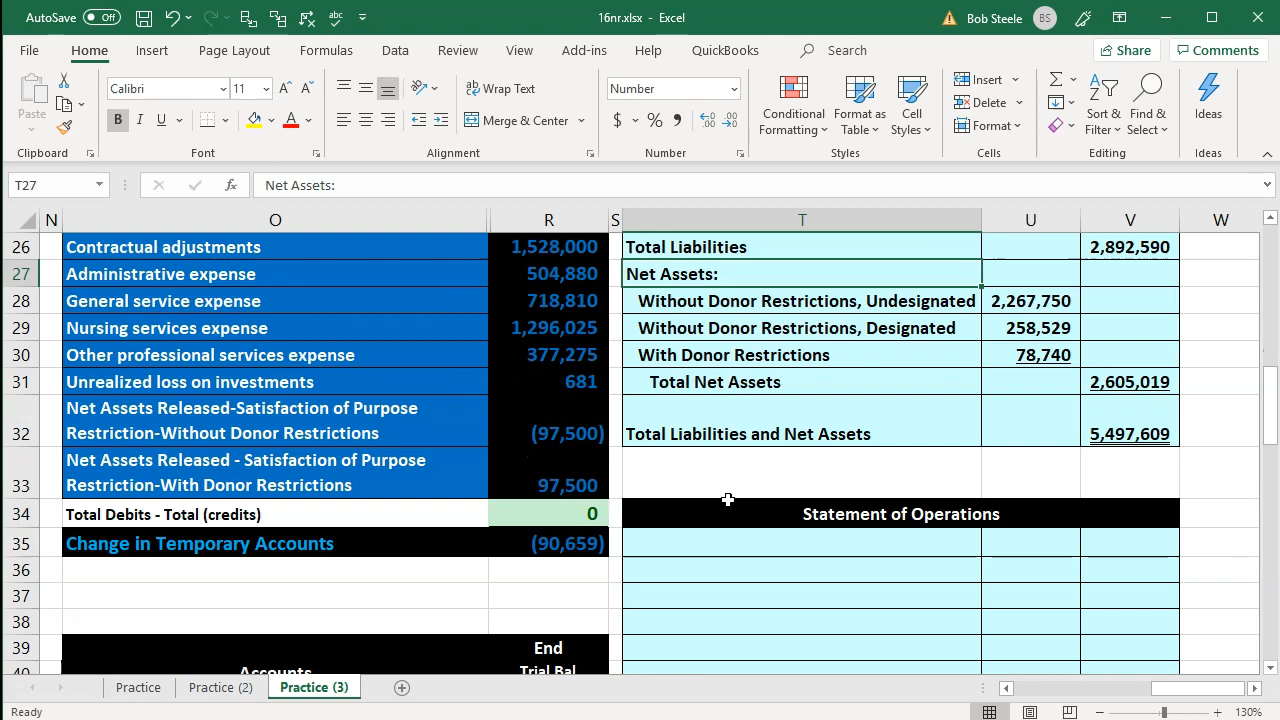 AutoSave Off 16nr.xlsx - Excel Bob Steele BS
File Home Insert Page Layout Formulas Data Review View Add-ins Help QuickBooks Search Share Comments
Paste Calibri 11 Wrap Text Number Conditional Formatting Format as Table Cell Styles Insert Sort & Filter Find & Select Ideas
B I U A Merge & Center $ % Delete
Format
Clipboard Font Alignment Number Styles Cells Editing Ideas
T27 fx Net Assets:
N O R S T U V W
26 Contractual adjustments 1,528,000 Total Liabilities 2,892,590
27 Administrative expense 504,880 Net Assets:
28 General service expense 718,810 Without Donor Restrictions, Undesignated 2,267,750
29 Nursing services expense 1,296,025 Without Donor Restrictions, Designated 258,529
30 Other professional services expense 377,275 With Donor Restrictions 78,740
31 Unrealized loss on investments 681 Total Net Assets 2,605,019
Net Assets Released-Satisfaction of Purpose
32 Restriction-Without Donor Restrictions (97,500) Total Liabilities and Net Assets 5,497,609
Net Assets Released - Satisfaction of Purpose
33 Restriction-With Donor Restrictions 97,500
34 Total Debits - Total (credits) 0 Statement of Operations
35 Change in Temporary Accounts (90,659)
36
37
38
39 End
40 Accounts Trial Bal
Practice Practice (2) Practice (3)
Ready 130%